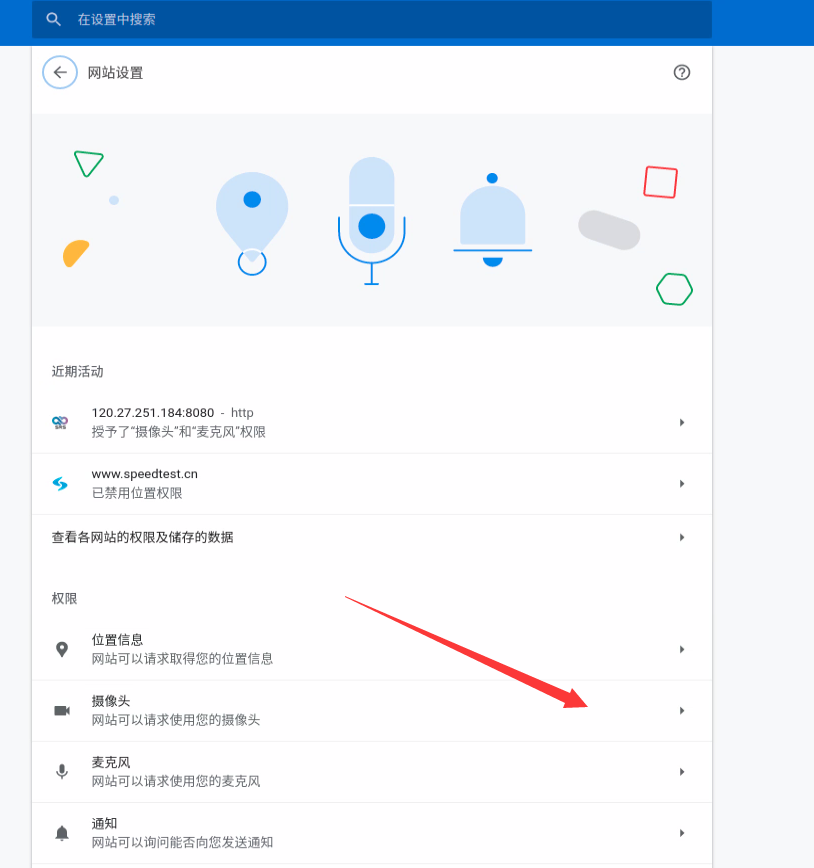 在设置中搜索
网站设置
近期活动
120.27.251.184:8080 - http
授予了“摄像头”和“麦克风”权限
www.speedtest.cn
已禁用位置权限
查看各网站的权限及储存的数据
权限
位置信息
网站可以请求取得您的位置信息
摄像头
网站可以请求使用您的摄像头
麦克风
网站可以请求使用您的麦克风
通知
网站可以询问能否向您发送通知